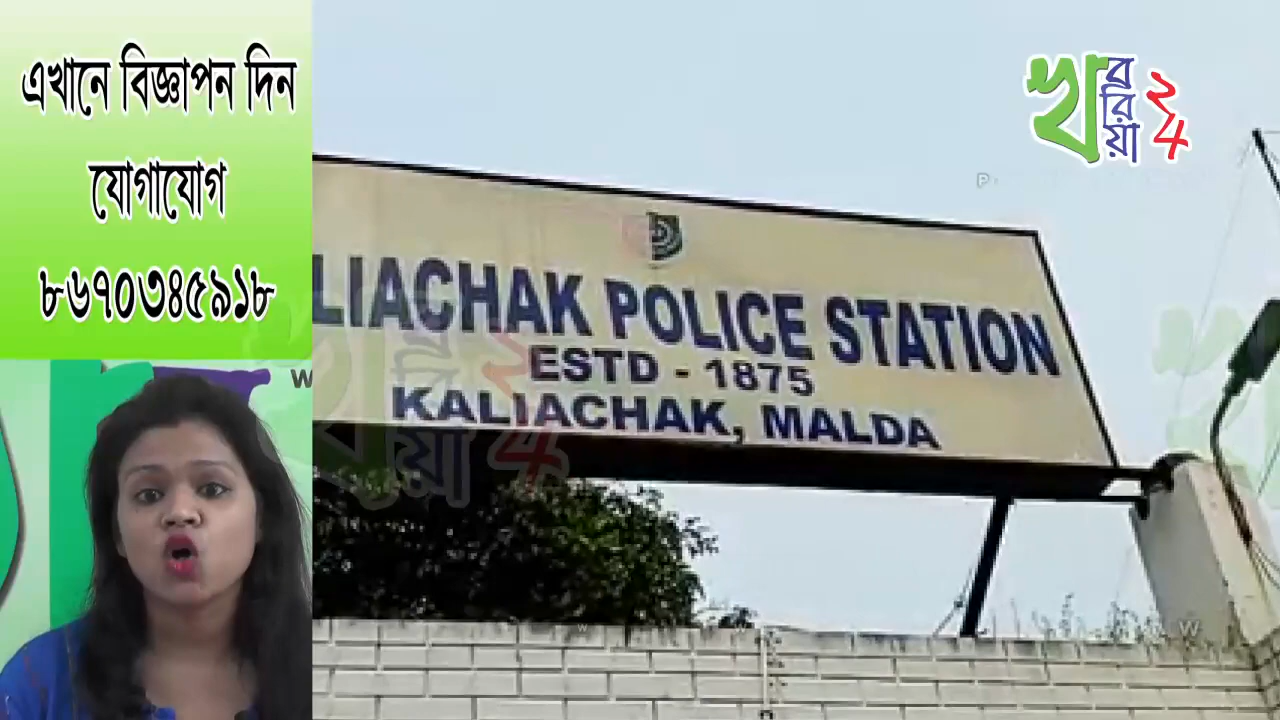 এখানে বিজ্ঞাপন দিন
যোগাযোগ
৮৬৭০৩৪৫৯১৮
খবরিয়া ২৪
LIACHAK POLICE STATION
ESTD - 1875
KALIACHAK, MALDA